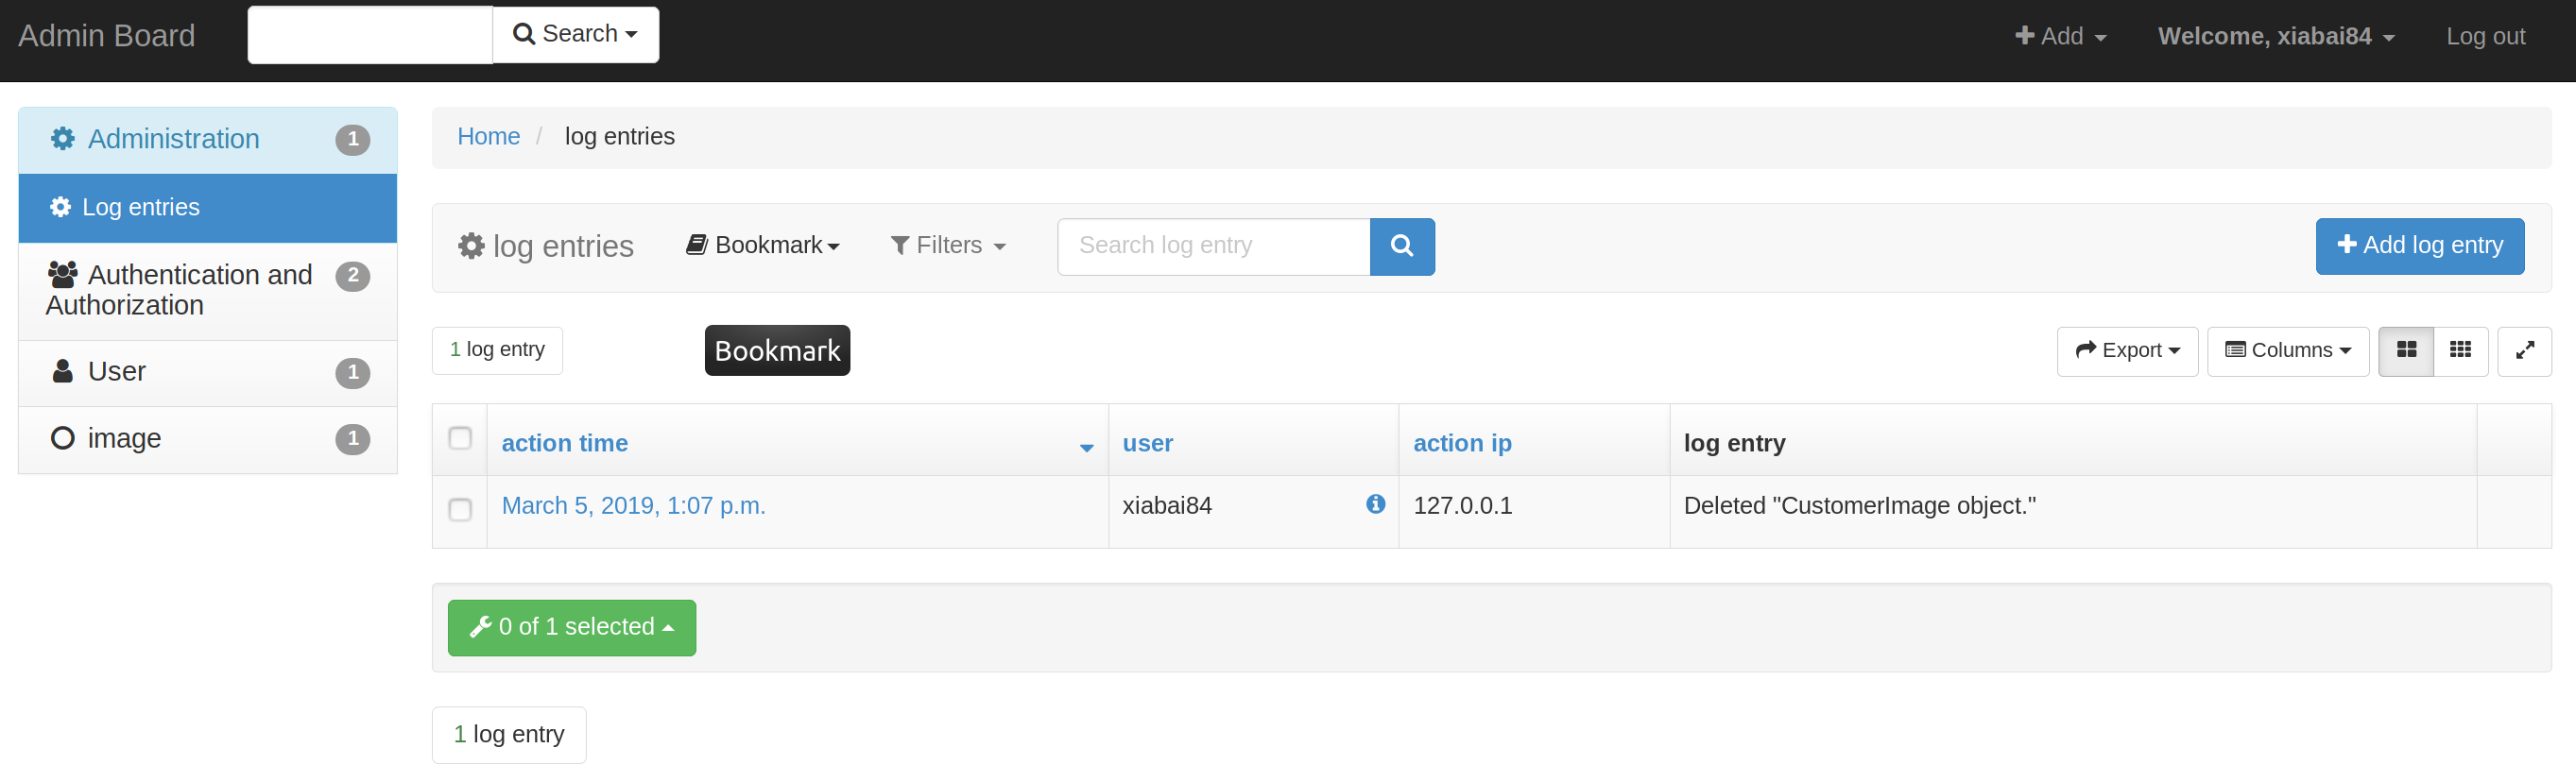 Admin Board
Search
Add
Welcome, xiabai84
Log out
Administration 1
Log entries
Authentication and Authorization 2
User 1
image 1
Home / log entries
log entries
Bookmark
Filters
Search log entry
Add log entry
1 log entry
Bookmark
Export
Columns
action time user action ip log entry
March 5, 2019, 1:07 p.m. xiabai84 127.0.0.1 Deleted "CustomerImage object."
0 of 1 selected
1 log entry